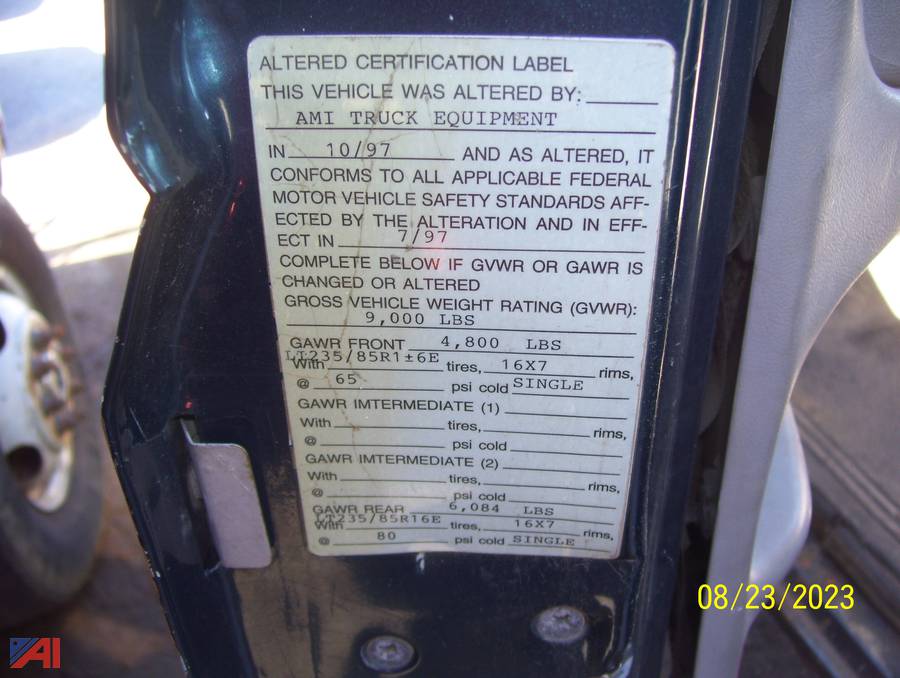 ALTERED CERTIFICATION LABEL
THIS VEHICLE WAS ALTERED BY:
AMI TRUCK EQUIPMENT
IN 10/97 AND AS ALTERED, IT
CONFORMS TO ALL APPLICABLE FEDERAL
MOTOR VEHICLE SAFETY STANDARDS AFF-
ECTED BY THE ALTERATION AND IN EFF-
ECT IN 7/97
COMPLETE BELOW IF GVWR OR GAWR IS
CHANGED OR ALTERED
GROSS VEHICLE WEIGHT RATING (GVWR):
9,000 LBS
GAWR FRONT 4,800 LBS
With LT235/85R1±6E tires, 16X7 rims,
@ 65 psi cold SINGLE
GAWR IMTERMEDIATE (1)
With tires, rims,
@ psi cold
GAWR IMTERMEDIATE (2)
With tires, rims,
@ psi cold
GAWR REAR 6,084 LBS
With LT235/85R16E tires, 16X7 rims,
@ 80 psi cold SINGLE
08/23/2023
AI